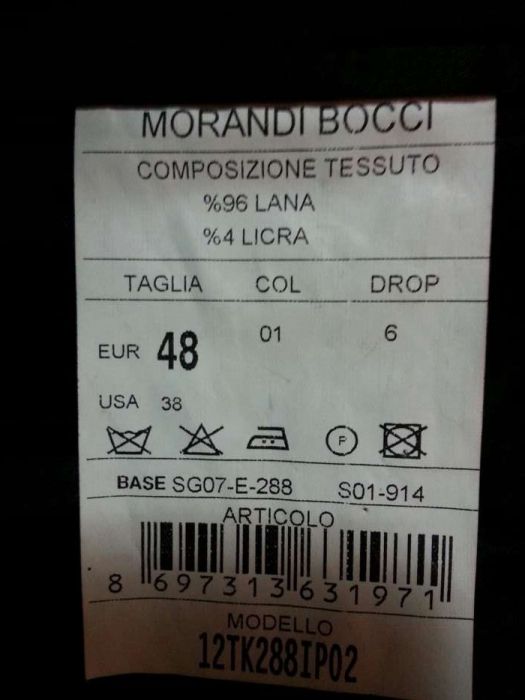 MORANDI BOCCI
COMPOSIZIONE TESSUTO
%96 LANA
%4 LICRA
TAGLIA COL DROP
EUR 48 01 6
USA 38
P
BASE SG07-E-288 S01-914
ARTICOLO
8 697313 631971
MODELLO
12TK288IP02